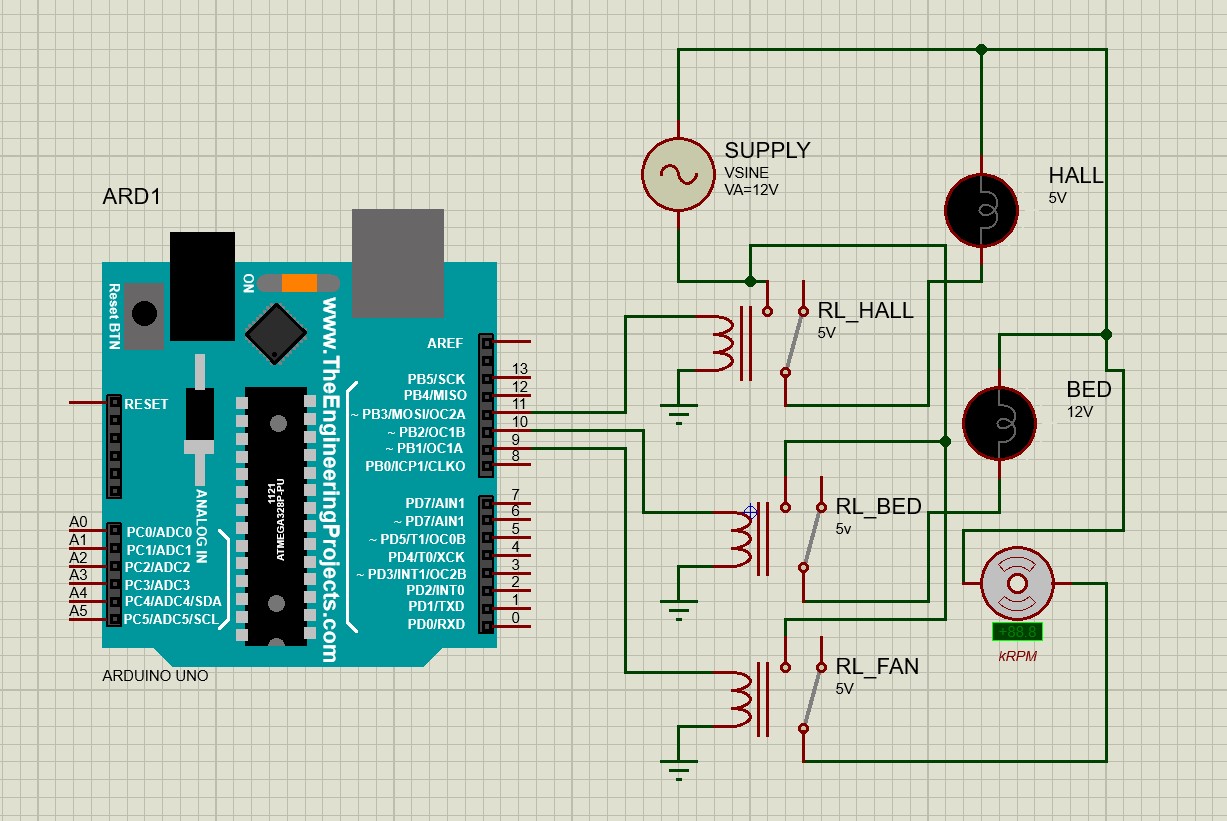 ARD1
ARDUINO UNO
Reset BTN
ON
www.TheEngineeringProjects.com
RESET
ANALOG IN
1121
ATMEGA328P-PU
A0
A1
A2
A3
A4
A5
PC0/ADC0
PC1/ADC1
PC2/ADC2
PC3/ADC3
PC4/ADC4/SDA
PC5/ADC5/SCL
AREF
PB5/SCK 13
PB4/MISO 12
~ PB3/MOSI/OC2A 11
~ PB2/OC1B 10
~ PB1/OC1A 9
PB0/ICP1/CLKO 8
PD7/AIN1 7
~ PD7/AIN1 6
~ PD5/T1/OC0B 5
PD4/T0/XCK 4
~ PD3/INT1/OC2B 3
PD2/INT0 2
PD1/TXD 1
PD0/RXD 0
SUPPLY
VSINE
VA=12V
HALL
5V
RL_HALL
5V
BED
12V
RL_BED
5v
+88.8
kRPM
RL_FAN
5V